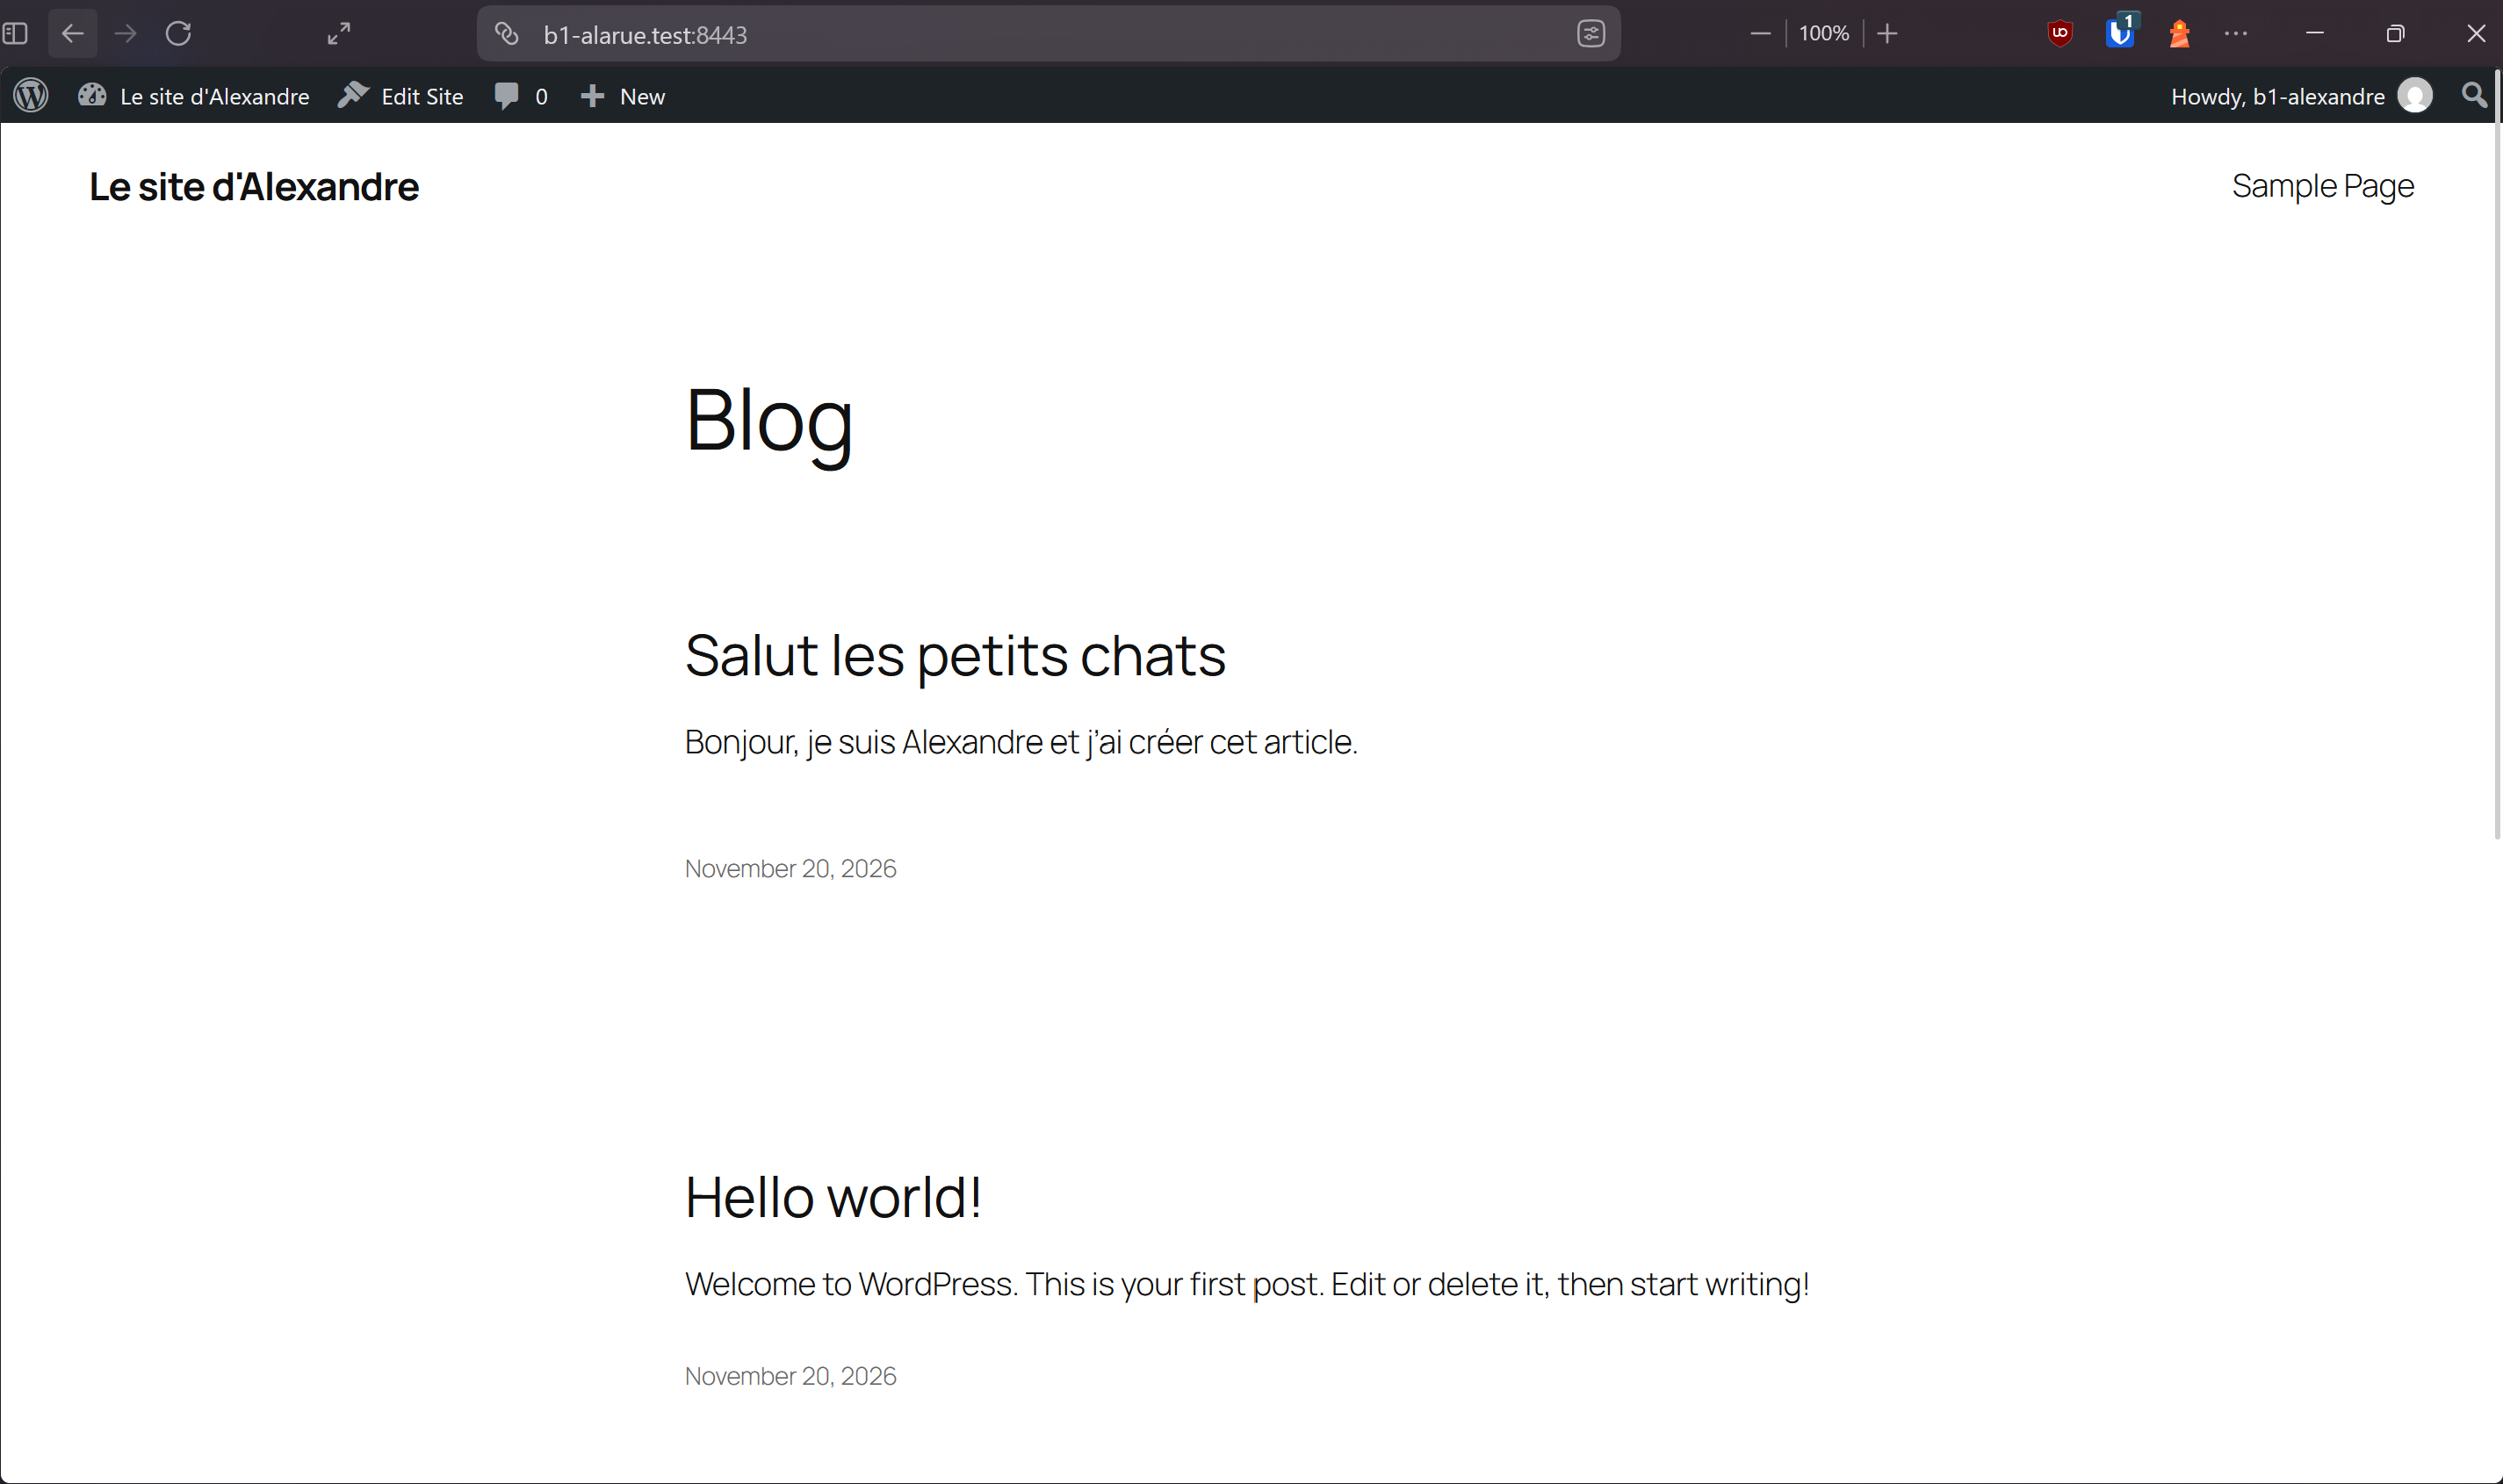 b1-alarue.test:8443
100%
1
Le site d'Alexandre
Edit Site
0
New
Howdy, b1-alexandre
Le site d'Alexandre
Sample Page
Blog
Salut les petits chats
Bonjour, je suis Alexandre et j’ai créer cet article.
November 20, 2026
Hello world!
Welcome to WordPress. This is your first post. Edit or delete it, then start writing!
November 20, 2026